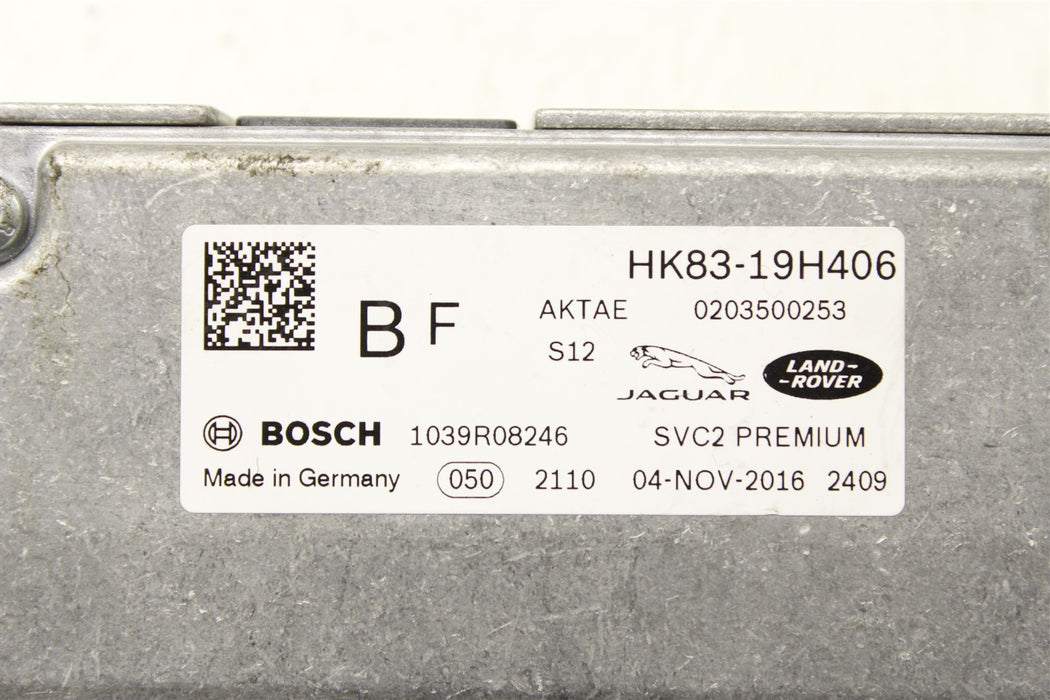 HK83-19H406
B F
AKTAE 0203500253
S12
JAGUAR
LAND-
-ROVER
BOSCH 1039R08246 SVC2 PREMIUM
Made in Germany 050 2110 04-NOV-2016 2409